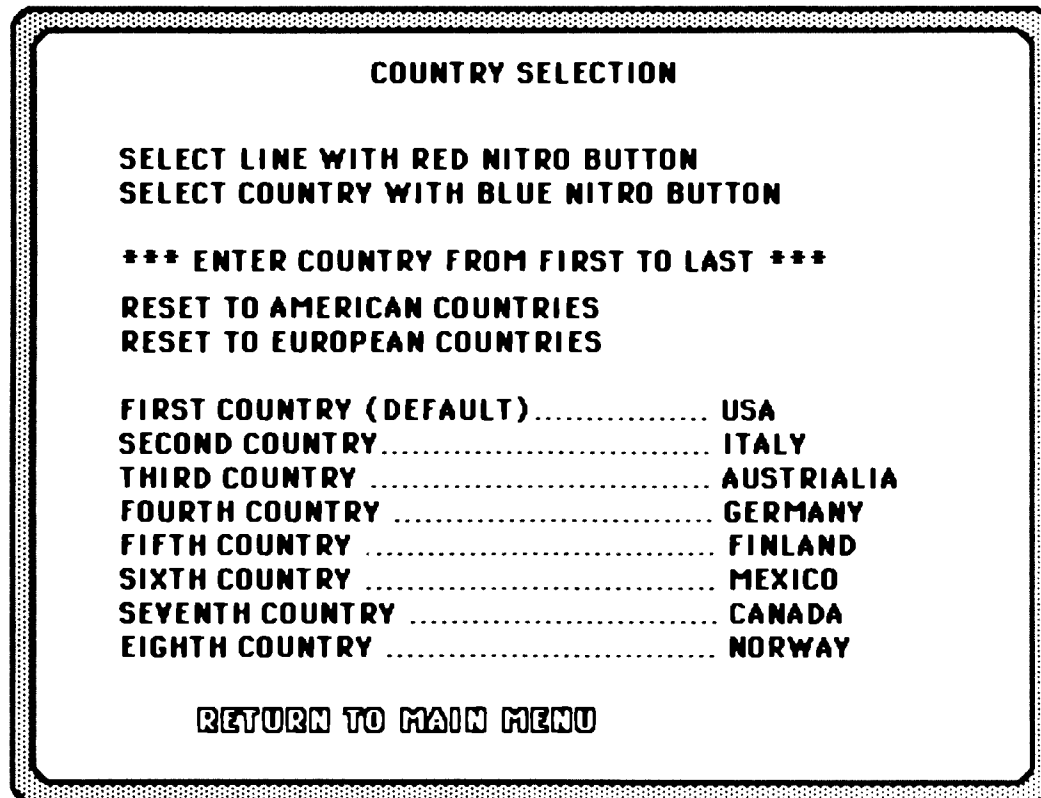 COUNTRY SELECTION
SELECT LINE WITH RED NITRO BUTTON
SELECT COUNTRY WITH BLUE NITRO BUTTON
*** ENTER COUNTRY FROM FIRST TO LAST ***
RESET TO AMERICAN COUNTRIES
RESET TO EUROPEAN COUNTRIES
FIRST COUNTRY (DEFAULT)................ USA
SECOND COUNTRY.............................. ITALY
THIRD COUNTRY ............................... AUSTRIALIA
FOURTH COUNTRY ............................. GERMANY
FIFTH COUNTRY ................................ FINLAND
SIXTH COUNTRY ................................ MEXICO
SEVENTH COUNTRY ............................ CANADA
EIGHTH COUNTRY .............................. NORWAY
RETURN TO MAIN MENU